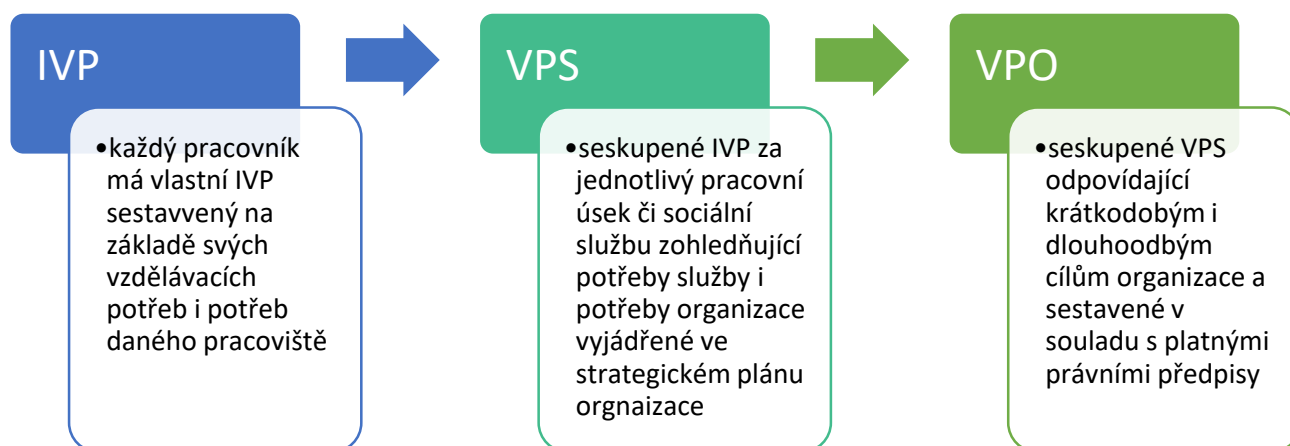 IVP
•každý pracovník
má vlastní IVP
sestavvený na
základě svých
vzdělávacích
potřeb i potřeb
daného pracoviště
VPS
•seskupené IVP za
jednotlivý pracovní
úsek či sociální
službu zohledňující
potřeby služby i
potřeby organizace
vyjádřené ve
strategickém plánu
orgnaizace
VPO
•seskupené VPS
odpovídající
krátkodobým i
dlouhoodbým
cílům organizace a
sestavené v
souladu s platnými
právními předpisy